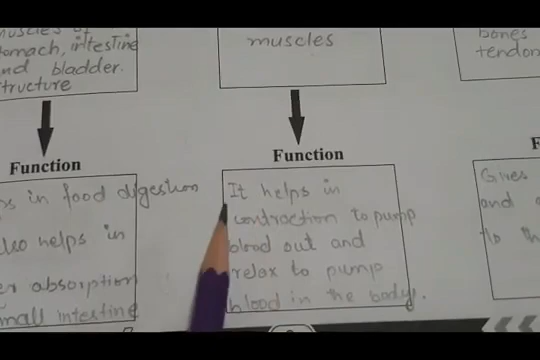 muscles of
stomach, intestine
and bladder.
structure
Function
in food digestion
also helps in
absorption
small intestine
muscles
Function
It helps in
contraction to pump
blood out and
relax to pump
blood in the body.
bones
tendon
F
Gives
and
to th